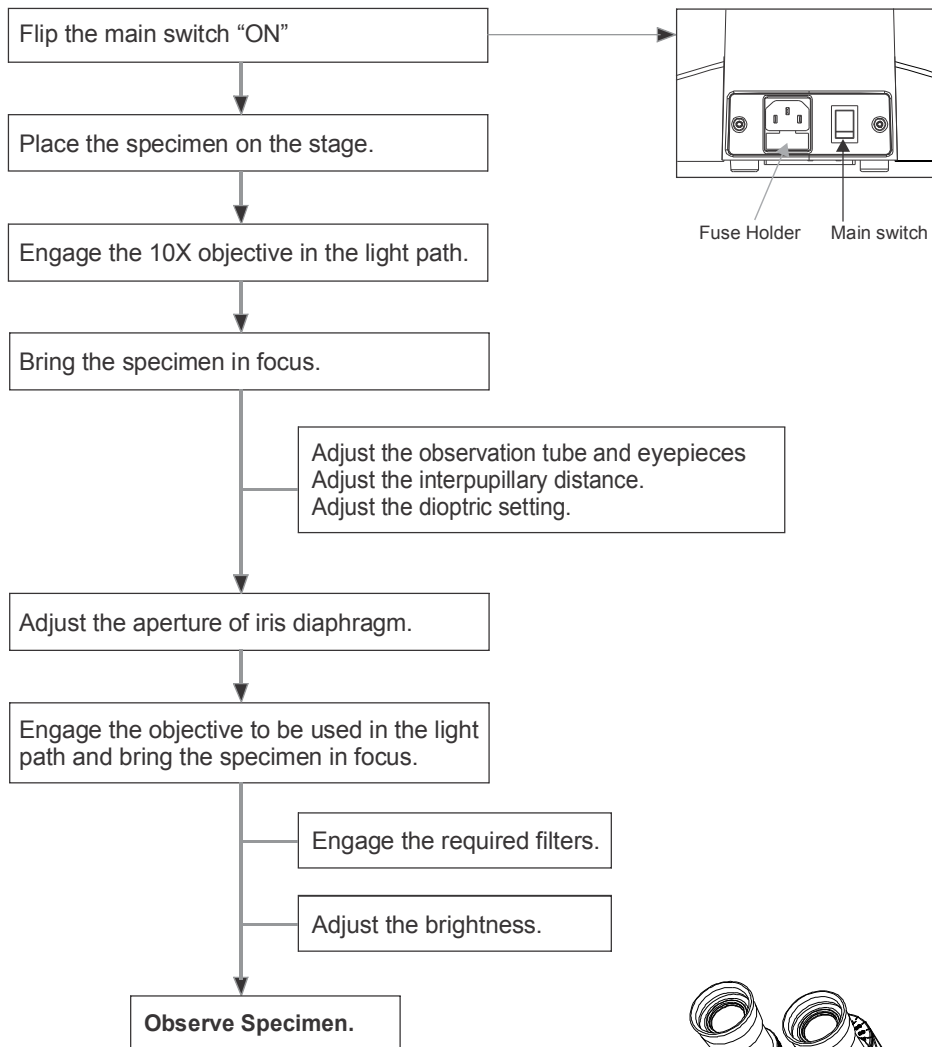 Flip the main switch “ON”
Fuse Holder
Main switch
Place the specimen on the stage.
Engage the 10X objective in the light path.
Bring the specimen in focus.
Adjust the observation tube and eyepieces
Adjust the interpupillary distance.
Adjust the dioptric setting.
Adjust the aperture of iris diaphragm.
Engage the objective to be used in the light
path and bring the specimen in focus.
Engage the required filters.
Adjust the brightness.
Observe Specimen.